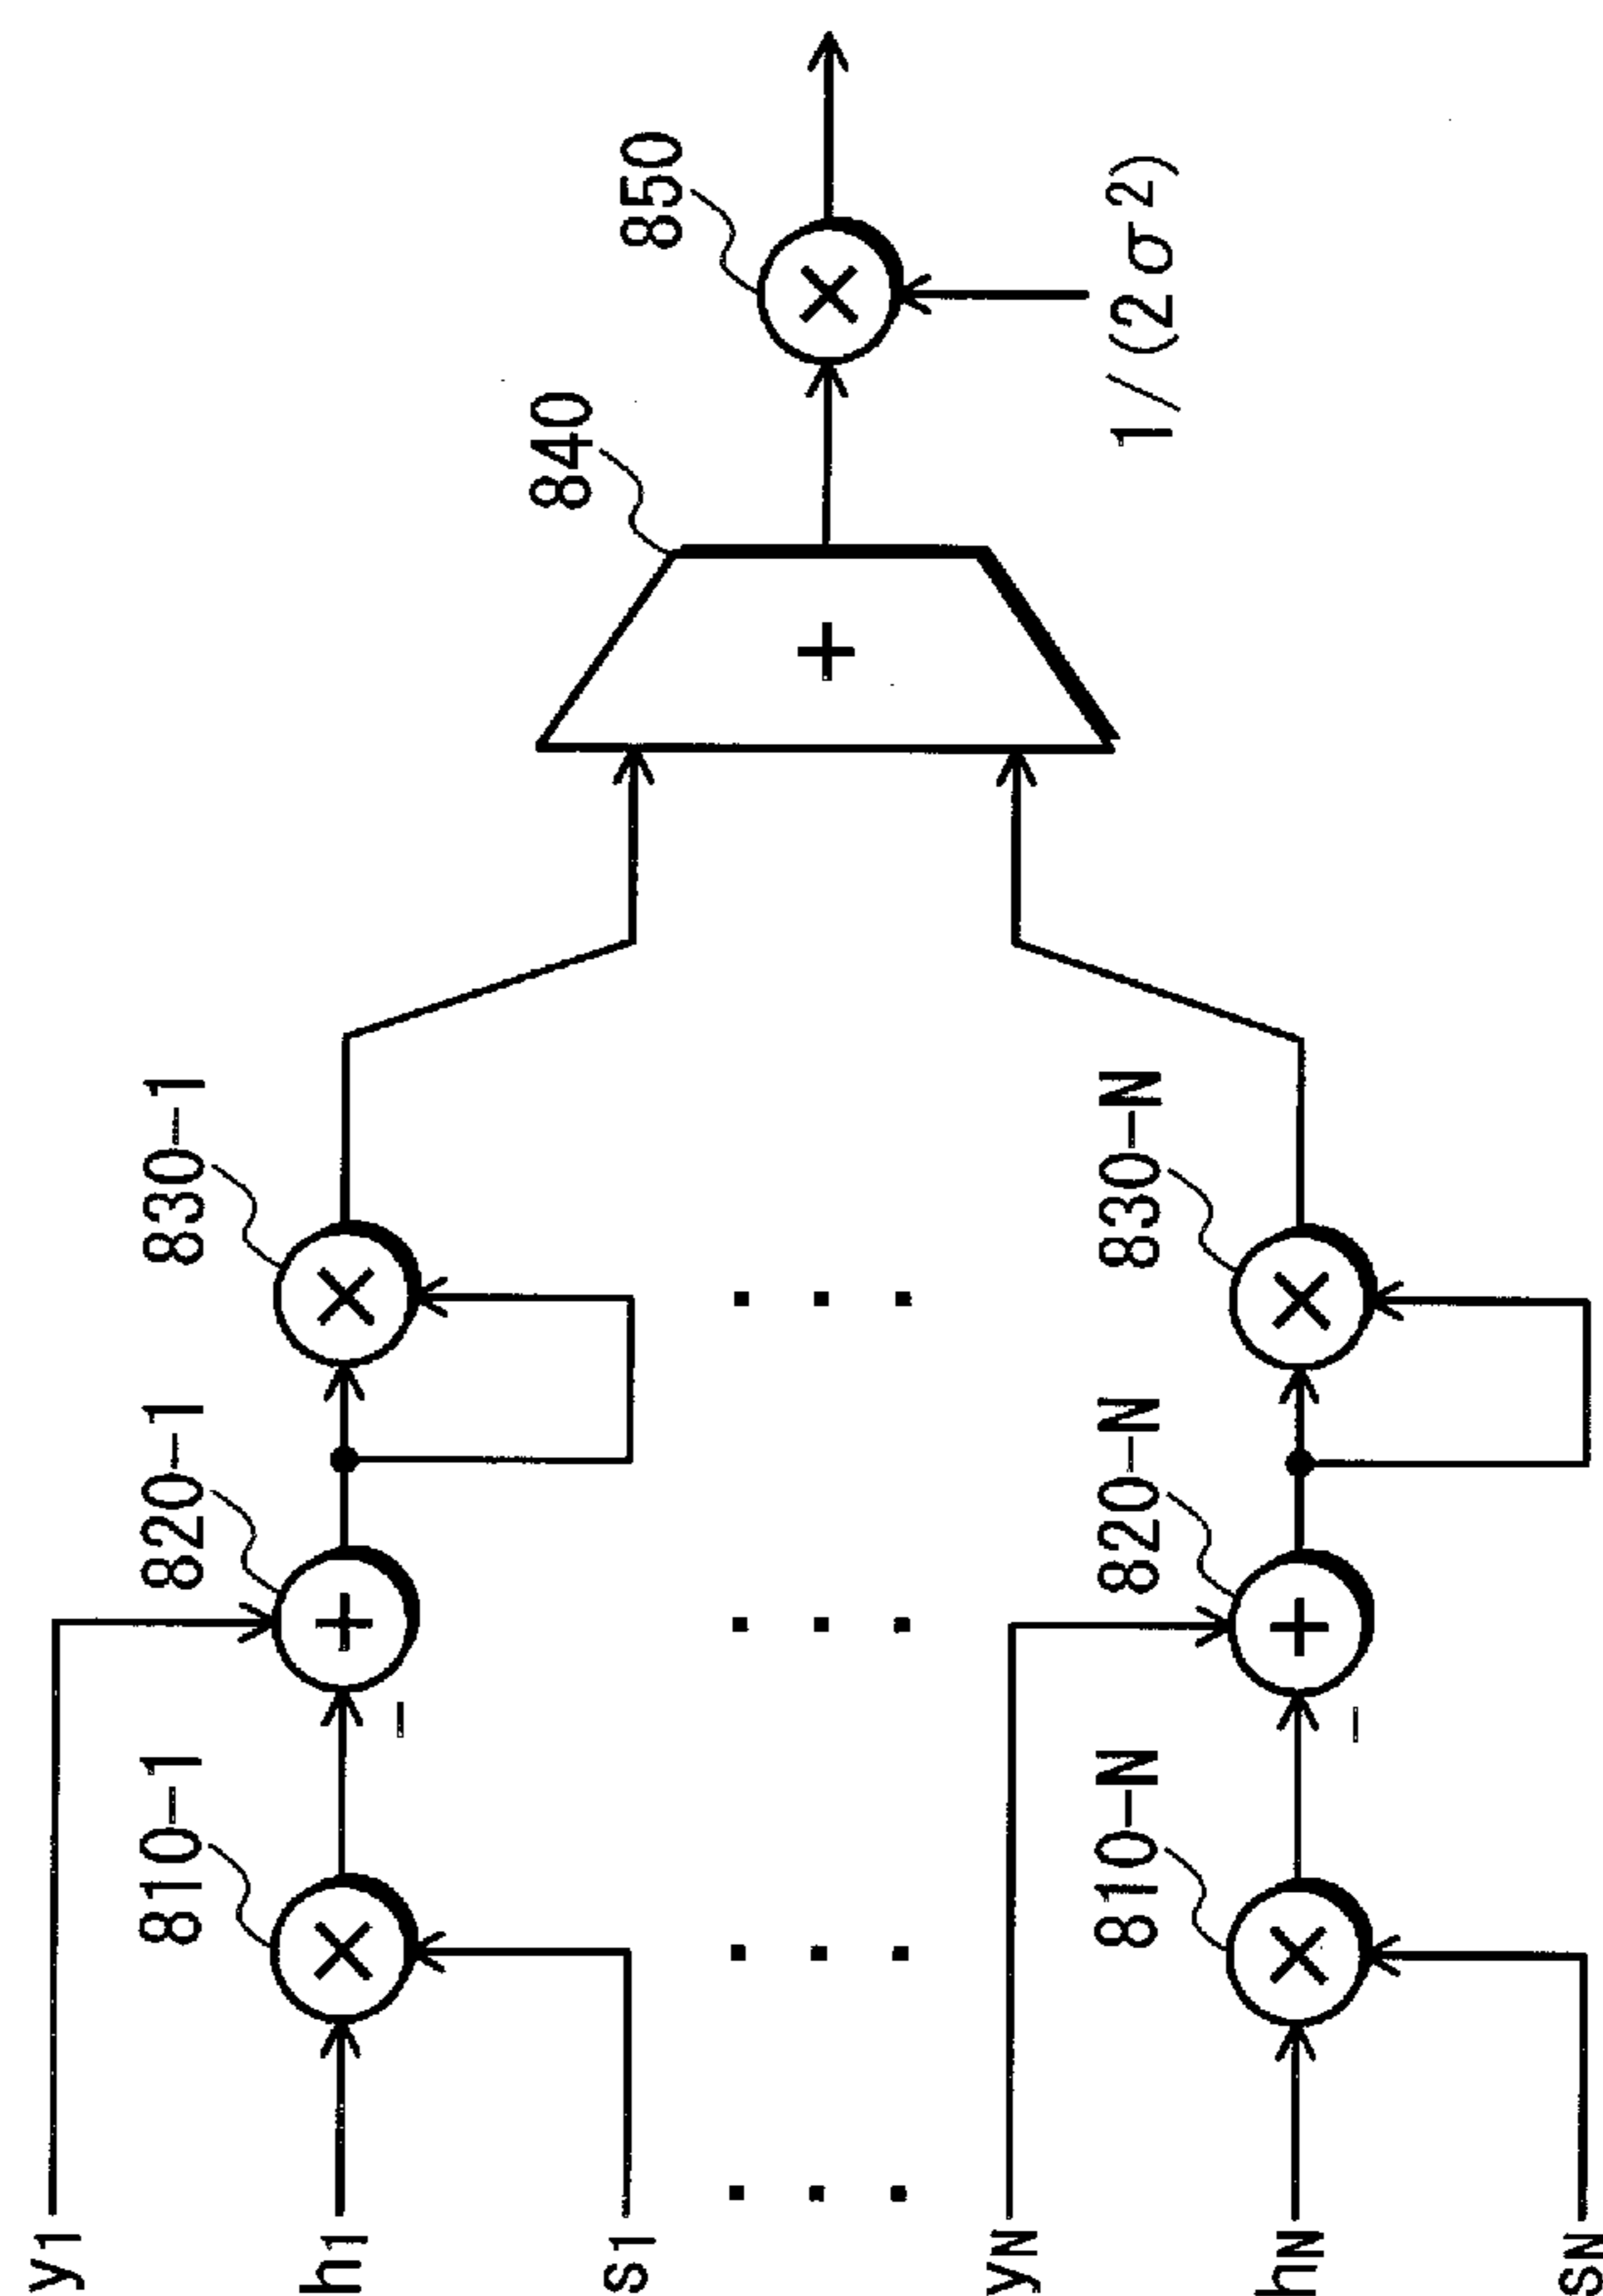 y1
h1
s1
810-1
820-1
830-1
×
+
×
−
yN
hN
sN
810-N
820-N
830-N
×
+
×
−
840
+
850
×
1/(2σ²)